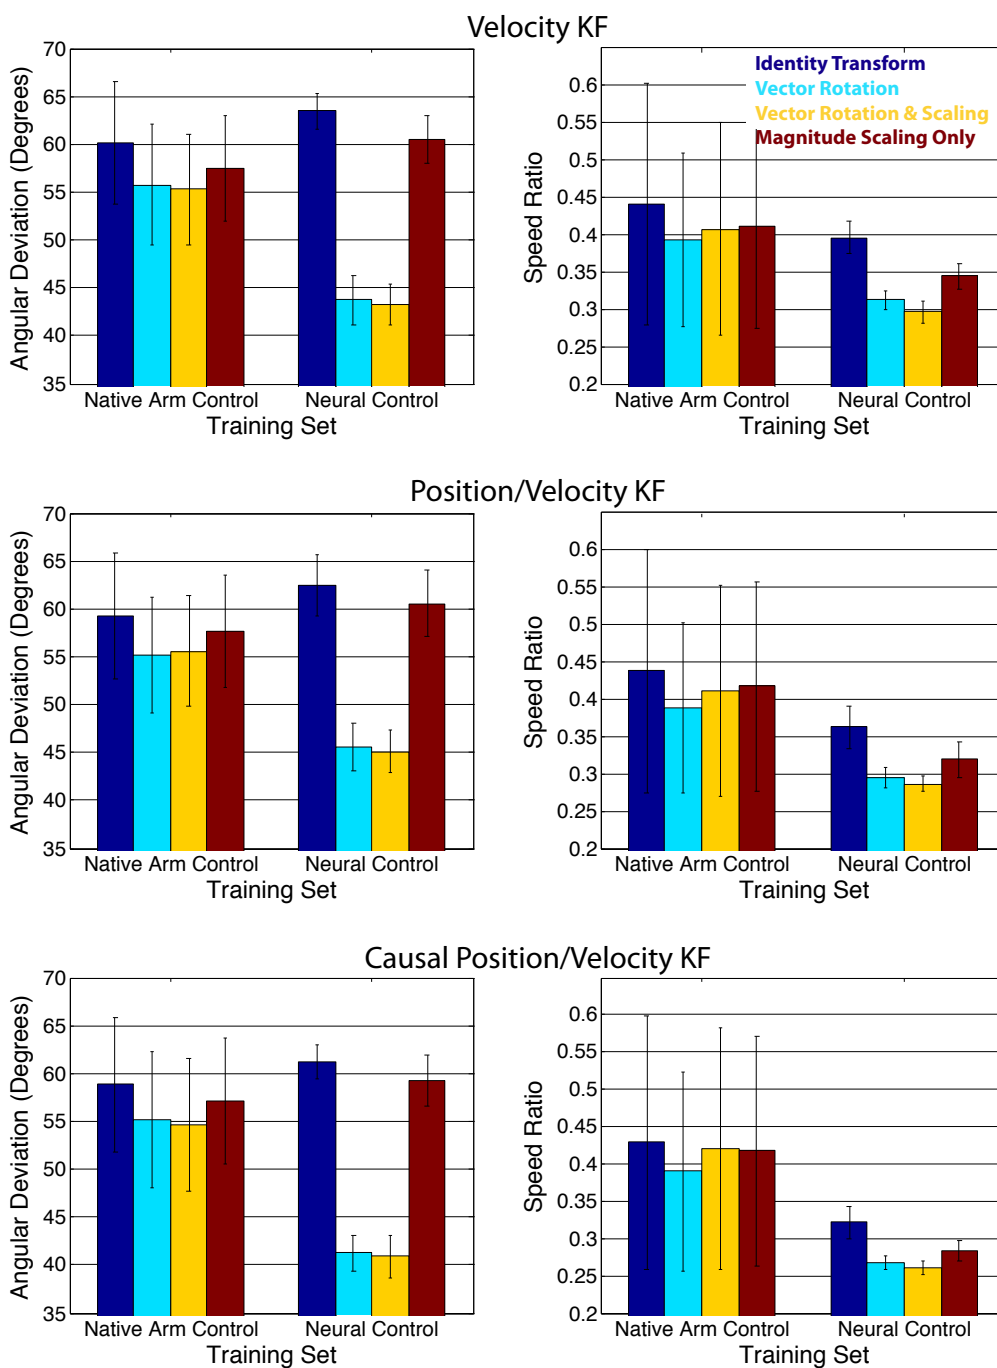 Velocity KF
Angular Deviation (Degrees)
70
65
60
55
50
45
40
35
Native Arm Control
Neural Control
Training Set
Speed Ratio
0.6
0.55
0.5
0.45
0.4
0.35
0.3
0.25
0.2
Identity Transform
Vector Rotation
Vector Rotation & Scaling
Magnitude Scaling Only
Native Arm Control
Neural Control
Training Set
Position/Velocity KF
Angular Deviation (Degrees)
70
65
60
55
50
45
40
35
Native Arm Control
Neural Control
Training Set
Speed Ratio
0.6
0.55
0.5
0.45
0.4
0.35
0.3
0.25
0.2
Native Arm Control
Neural Control
Training Set
Causal Position/Velocity KF
Angular Deviation (Degrees)
70
65
60
55
50
45
40
35
Native Arm Control
Neural Control
Training Set
Speed Ratio
0.6
0.55
0.5
0.45
0.4
0.35
0.3
0.25
0.2
Native Arm Control
Neural Control
Training Set